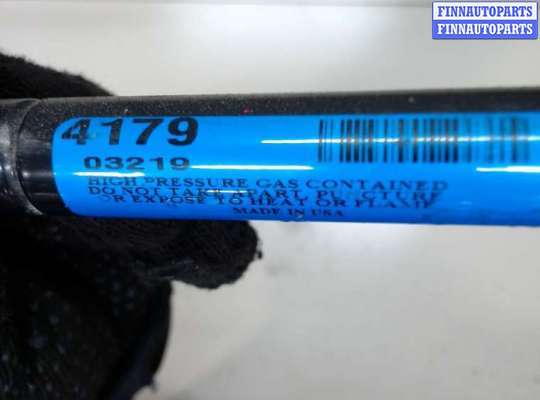 FINNAUTOPARTS
FINNAUTOPARTS
4179
03219
HIGH PRESSURE GAS CONTAINED
DO NOT TAKE APART, PUNCTURE
OR EXPOSE TO HEAT OR FLAME
MADE IN USA